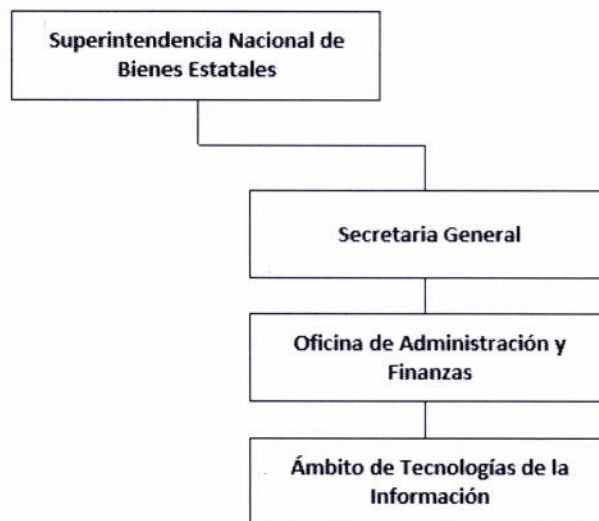 Superintendencia Nacional de
Bienes Estatales
Secretaria General
Oficina de Administración y
Finanzas
Ámbito de Tecnologías de la
Información